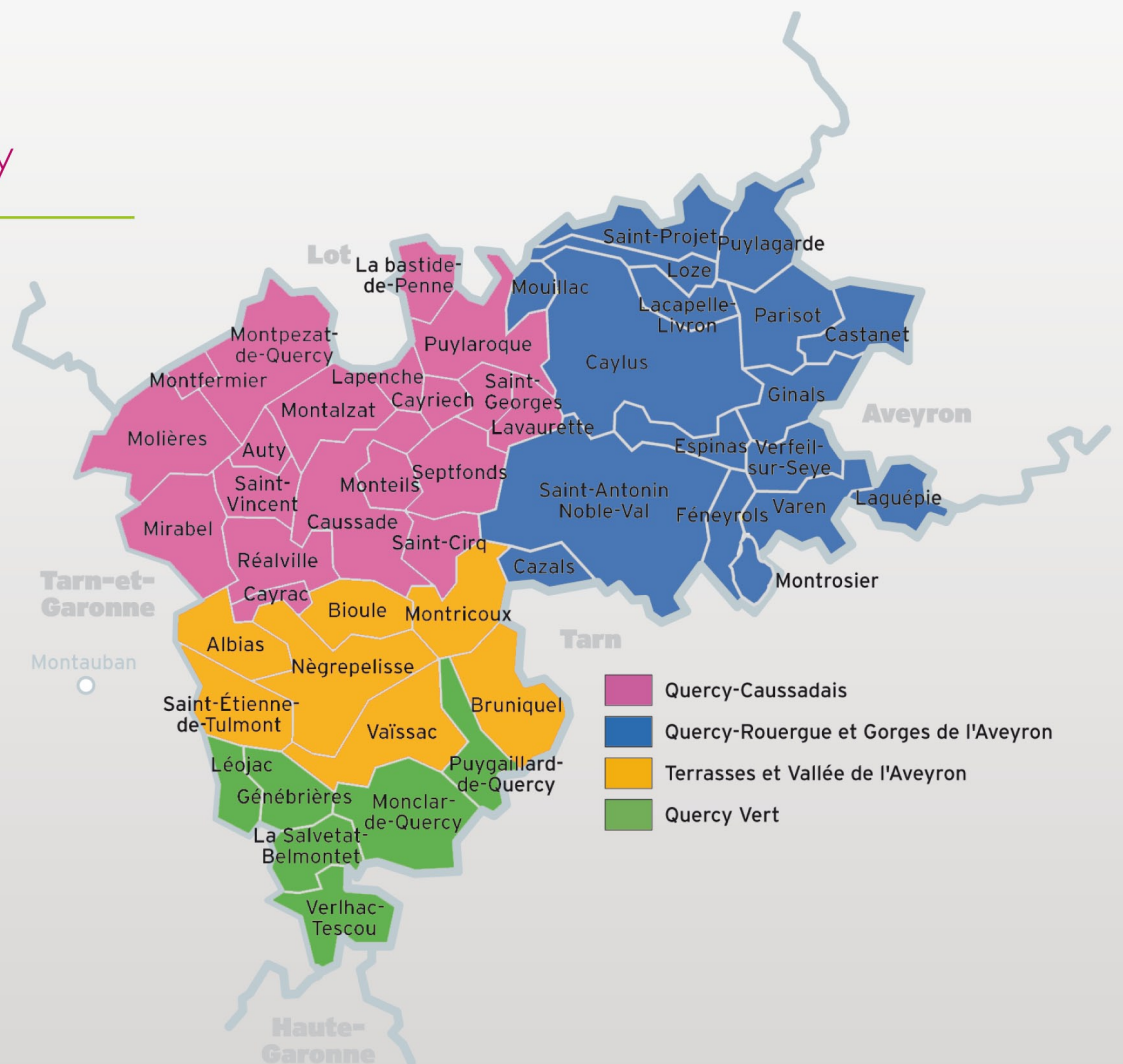 y
Lot
La bastide-
de-Penne
Saint-Projet
Puylagarde
Loze
Mouillac
Lacapelle-
Livron
Parisot
Castanet
Montpezat-
de-Quercy
Puylaroque
Caylus
Montfermier
Lapenche
Cayriech
Saint-
Georges
Ginals
Montalzat
Aveyron
Molières
Lavaurette
Auty
Espinas
Verfeil-
sur-Seye
Septfonds
Saint-
Vincent
Monteils
Saint-Antonin
Noble-Val
Laguépie
Varen
Féneyrols
Mirabel
Caussade
Saint-Cirq
Réalville
Cazals
Montrosier
Tarn-et-
Garonne
Cayrac
Bioule
Montricoux
Albias
Tarn
Montauban
Nègrepelisse
Saint-Étienne-
de-Tulmont
Bruniquel
Vaïssac
Léojac
Puygaillard-
de-Quercy
Génébrières
Monclar-
de-Quercy
La Salvetat-
Belmontet
Verlhac-
Tescou
Haute-
Garonne
Quercy-Caussadais
Quercy-Rouergue et Gorges de l'Aveyron
Terrasses et Vallée de l'Aveyron
Quercy Vert